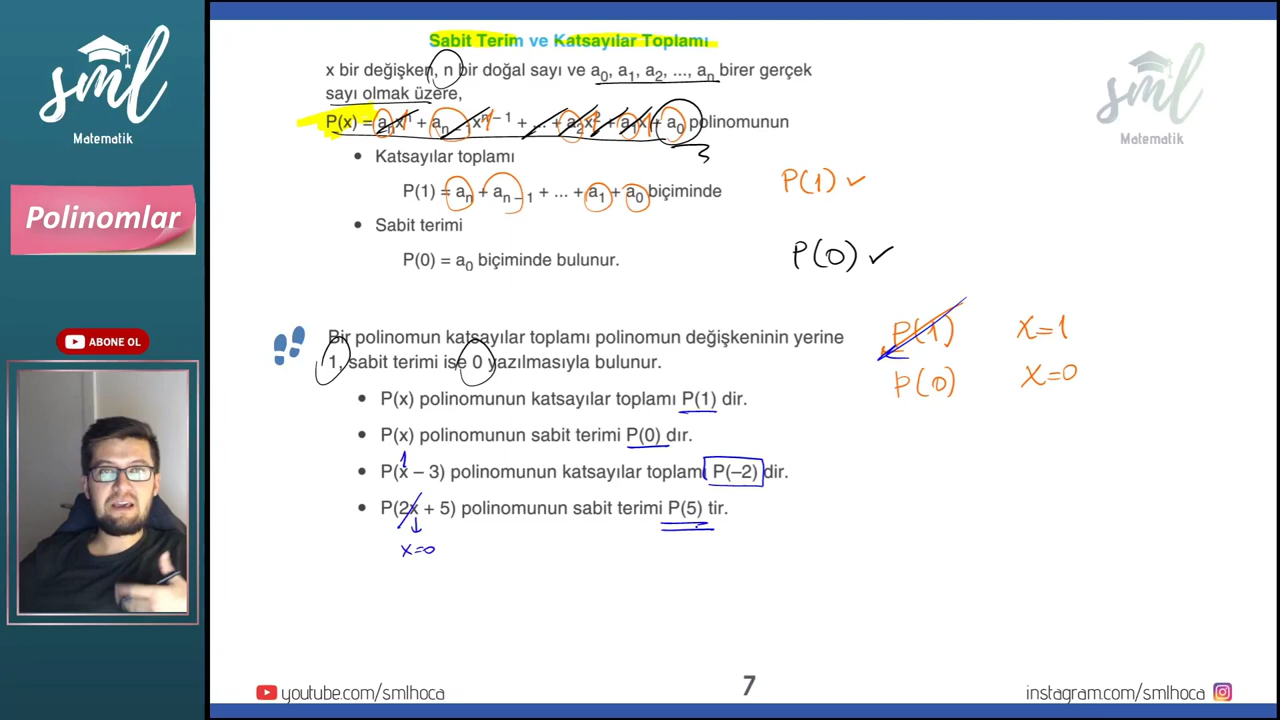 sml
Matematik
Polinomlar
ABONE OL
Sabit Terim ve Katsayılar Toplamı
x bir değişken, n bir doğal sayı ve a₀, a₁, a₂, ..., aₙ birer gerçek
sayı olmak üzere,
P(x) = aₙxⁿ + aₙ₋₁xⁿ⁻¹ + ... + a₂x² + a₁x + a₀ polinomunun
• Katsayılar toplamı
P(1) = aₙ + aₙ₋₁ + ... + a₁ + a₀ biçiminde
P(1) ✓
• Sabit terimi
P(0) = a₀ biçiminde bulunur.
P(0) ✓
Bir polinomun katsayılar toplamı polinomun değişkeninin yerine
1, sabit terimi ise 0 yazılmasıyla bulunur.
P(1) x=1
P(0) x=0
• P(x) polinomunun katsayılar toplamı P(1) dir.
• P(x) polinomunun sabit terimi P(0) dır.
1
• P(x – 3) polinomunun katsayılar toplamı P(–2) dir.
• P(2x + 5) polinomunun sabit terimi P(5) tir.
x=0
sml
Matematik
youtube.com/smlhoca
7
instagram.com/smlhoca